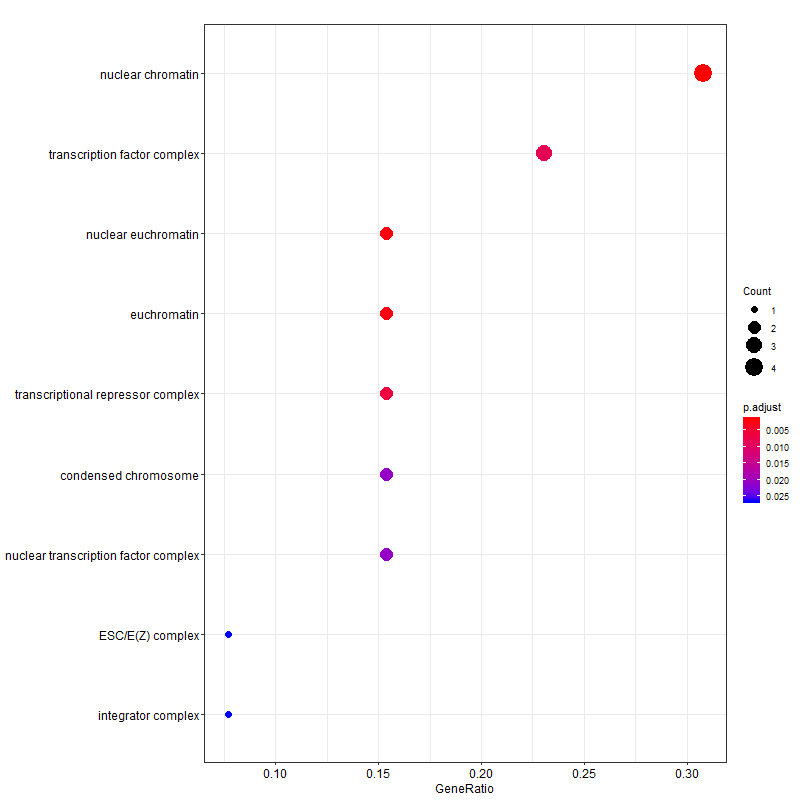 nuclear chromatin
transcription factor complex
nuclear euchromatin
euchromatin
transcriptional repressor complex
condensed chromosome
nuclear transcription factor complex
ESC/E(Z) complex
integrator complex
0.10 0.15 0.20 0.25 0.30
GeneRatio
Count
1
2
3
4
p.adjust
0.005
0.010
0.015
0.020
0.025